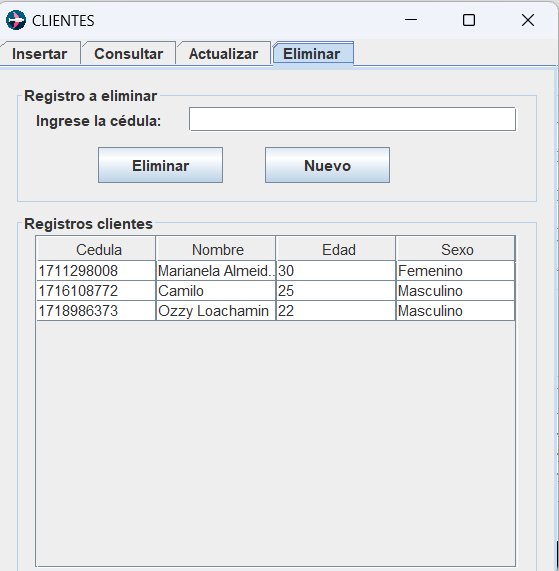 CLIENTES
Insertar Consultar Actualizar Eliminar
Registro a eliminar
Ingrese la cédula:
Eliminar Nuevo
Registros clientes
Cedula Nombre Edad Sexo
1711298008 Marianela Almeid... 30 Femenino
1716108772 Camilo 25 Masculino
1718986373 Ozzy Loachamin 22 Masculino